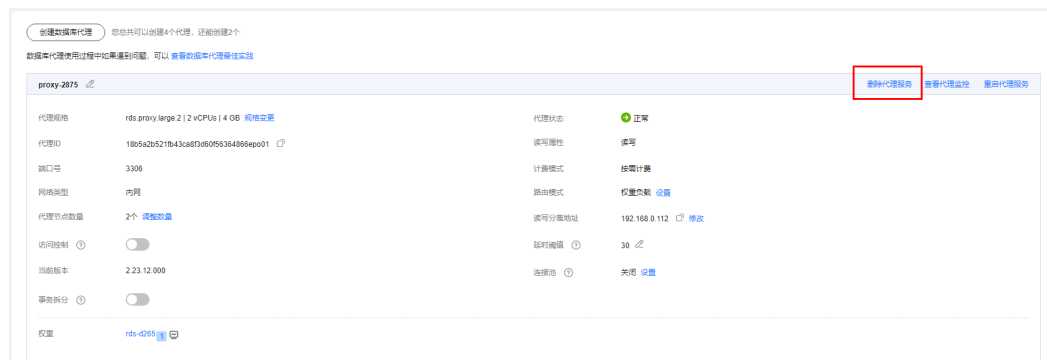 创建数据库代理 您总共可以创建4个代理，还能创建2个
数据库代理使用过程中如果遇到问题，可以 查看数据库代理最佳实践
proxy-2875 删除代理服务 查看代理监控 重启代理服务
代理规格 rds.proxy.large.2 | 2 vCPUs | 4 GB 规格变更 代理状态 正常
代理ID 18b5a2b521fb43ca8f3d60f56364866epo01 读写属性 读写
端口号 3306 计费模式 按需计费
网络类型 内网 路由模式 权重负载 设置
代理节点数量 2个 调整数量 读写分离地址 192.168.0.112 修改
访问控制 延时阈值 30
当前版本 2.23.12.000 连接池 关闭 设置
事务拆分
权重 rds-d265 1